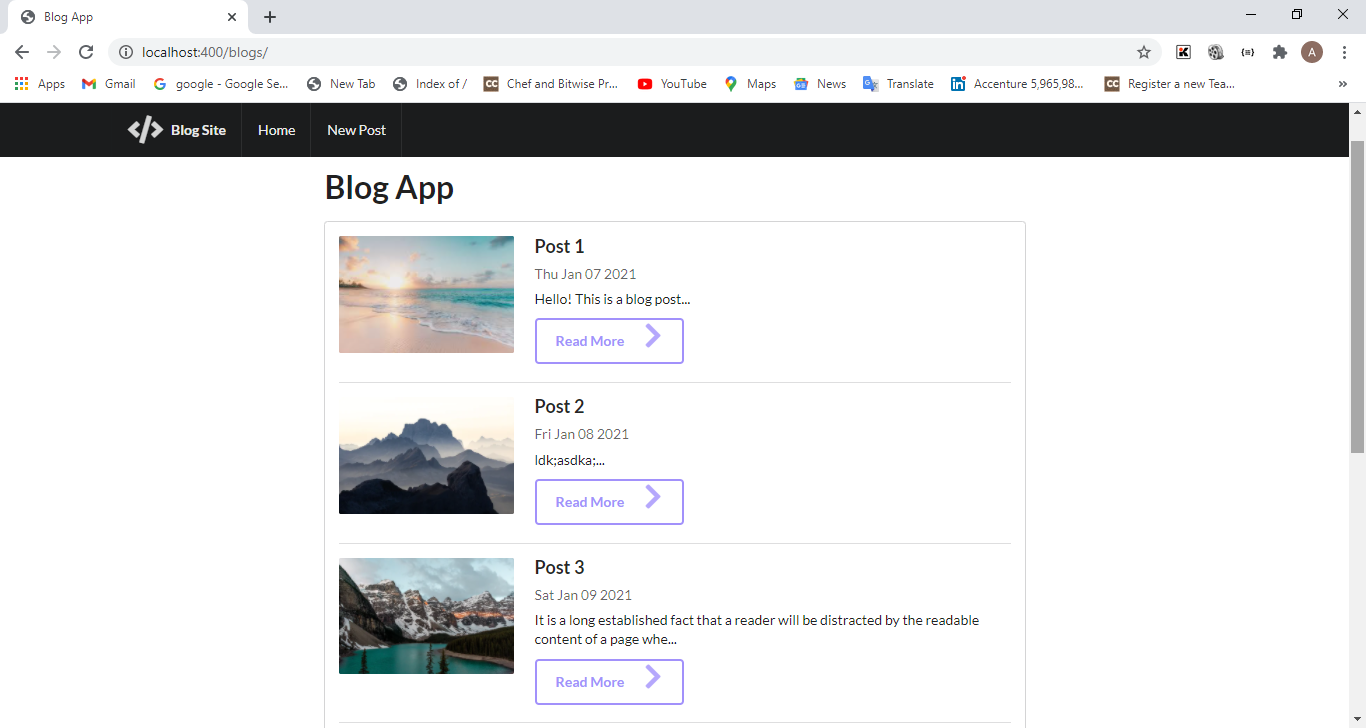 Blog App
localhost:400/blogs/
A
Apps
Gmail
google - Google Se...
New Tab
Index of /
CC
Chef and Bitwise Pr...
YouTube
Maps
News
Translate
in
Accenture 5,965,98...
CC
Register a new Tea...
</> Blog Site
Home
New Post
Blog App
Post 1
Thu Jan 07 2021
Hello! This is a blog post...
Read More
Post 2
Fri Jan 08 2021
ldk;asdka;...
Read More
Post 3
Sat Jan 09 2021
It is a long established fact that a reader will be distracted by the readable
content of a page whe...
Read More